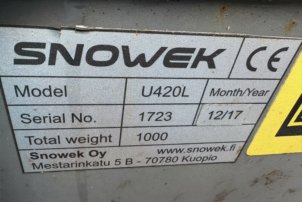 SNOWEK CE
Model U420L Month/Year
Serial No. 1723 12/17
Total weight 1000
Snowek Oy www.snowek.fi
Mestarinkatu 5 B - 70780 Kuopio